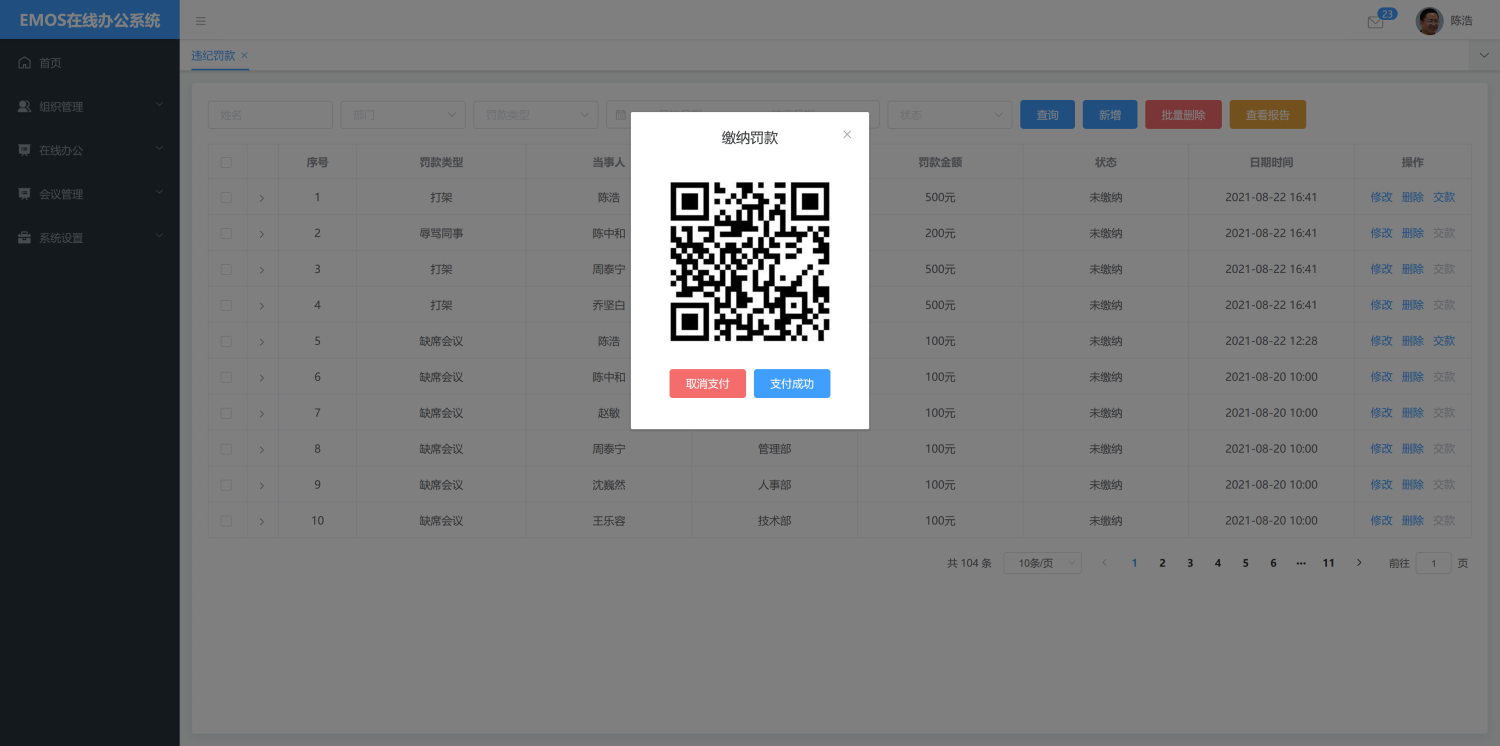 EMOS在线办公系统
23
陈浩
首页
组织管理
在线办公
会议管理
系统设置
违纪罚款
姓名 部门 罚款类型 状态 查询 新增 批量删除 查看报告
序号 罚款类型 当事人 罚款金额 状态 日期时间 操作
1 打架 陈浩 500元 未缴纳 2021-08-22 16:41 修改 删除 交款
2 辱骂同事 陈中和 200元 未缴纳 2021-08-22 16:41 修改 删除 交款
3 打架 周泰宁 500元 未缴纳 2021-08-22 16:41 修改 删除 交款
4 打架 乔坚白 500元 未缴纳 2021-08-22 16:41 修改 删除 交款
5 缺席会议 陈浩 100元 未缴纳 2021-08-22 12:28 修改 删除 交款
6 缺席会议 陈中和 100元 未缴纳 2021-08-20 10:00 修改 删除 交款
7 缺席会议 赵敏 100元 未缴纳 2021-08-20 10:00 修改 删除 交款
8 缺席会议 周泰宁 管理部 100元 未缴纳 2021-08-20 10:00 修改 删除 交款
9 缺席会议 沈巍然 人事部 100元 未缴纳 2021-08-20 10:00 修改 删除 交款
10 缺席会议 王乐容 技术部 100元 未缴纳 2021-08-20 10:00 修改 删除 交款
共 104 条 10条/页 1 2 3 4 5 6 ··· 11 前往 1 页
缴纳罚款
取消支付 支付成功